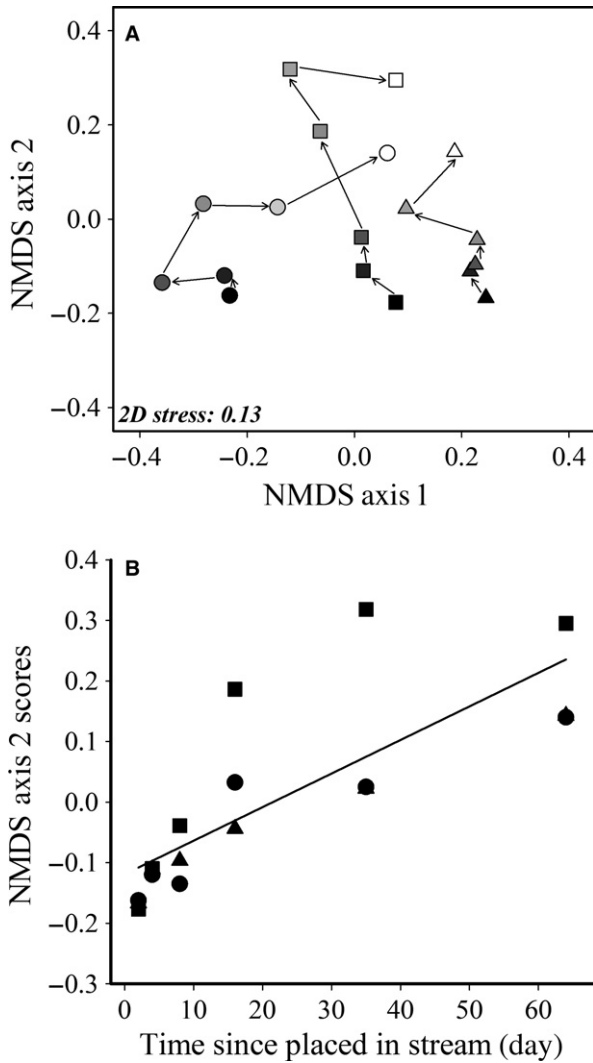 A
NMDS axis 2
0.4
0.2
0.0
−0.2
−0.4
2D stress: 0.13
−0.4 −0.2 0.0 0.2 0.4
NMDS axis 1
B
NMDS axis 2 scores
0.4
0.3
0.2
0.1
0.0
−0.1
−0.2
−0.3
0 10 20 30 40 50 60
Time since placed in stream (day)